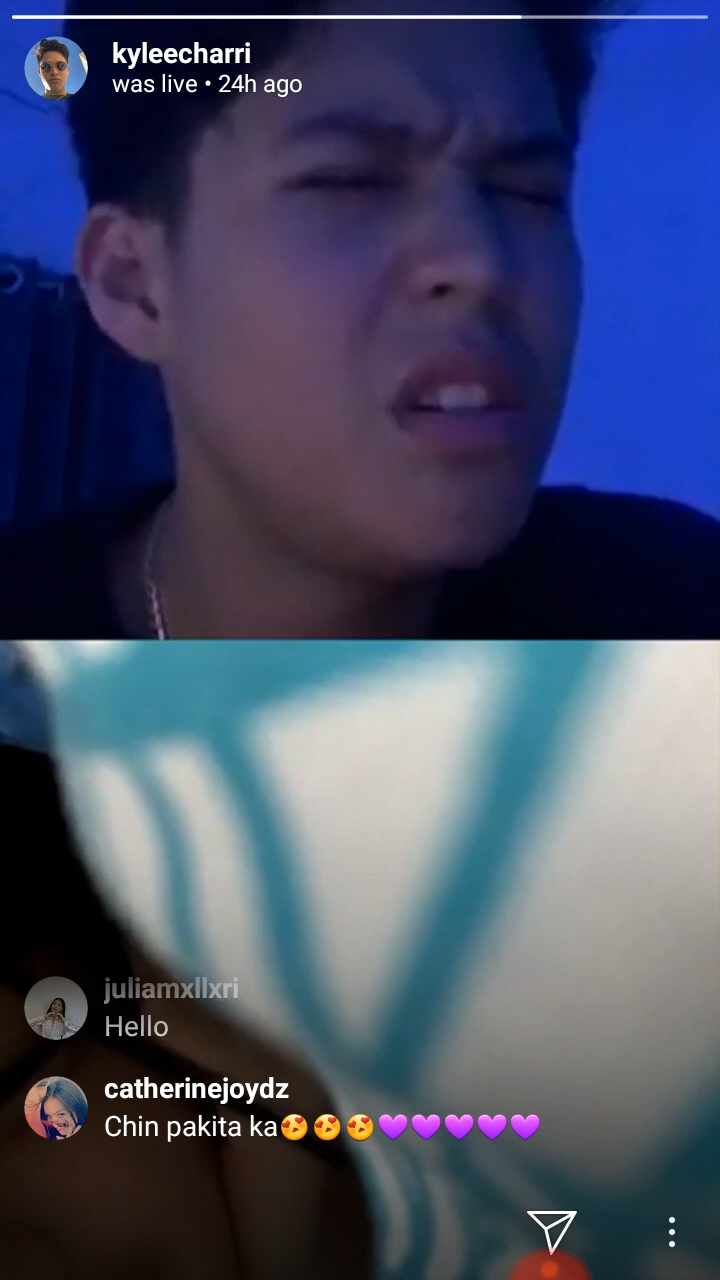 kyleecharri
was live • 24h ago
juliamxllxri
Hello
catherinejoydz
Chin pakita ka😍😍😍💜💜💜💜💜